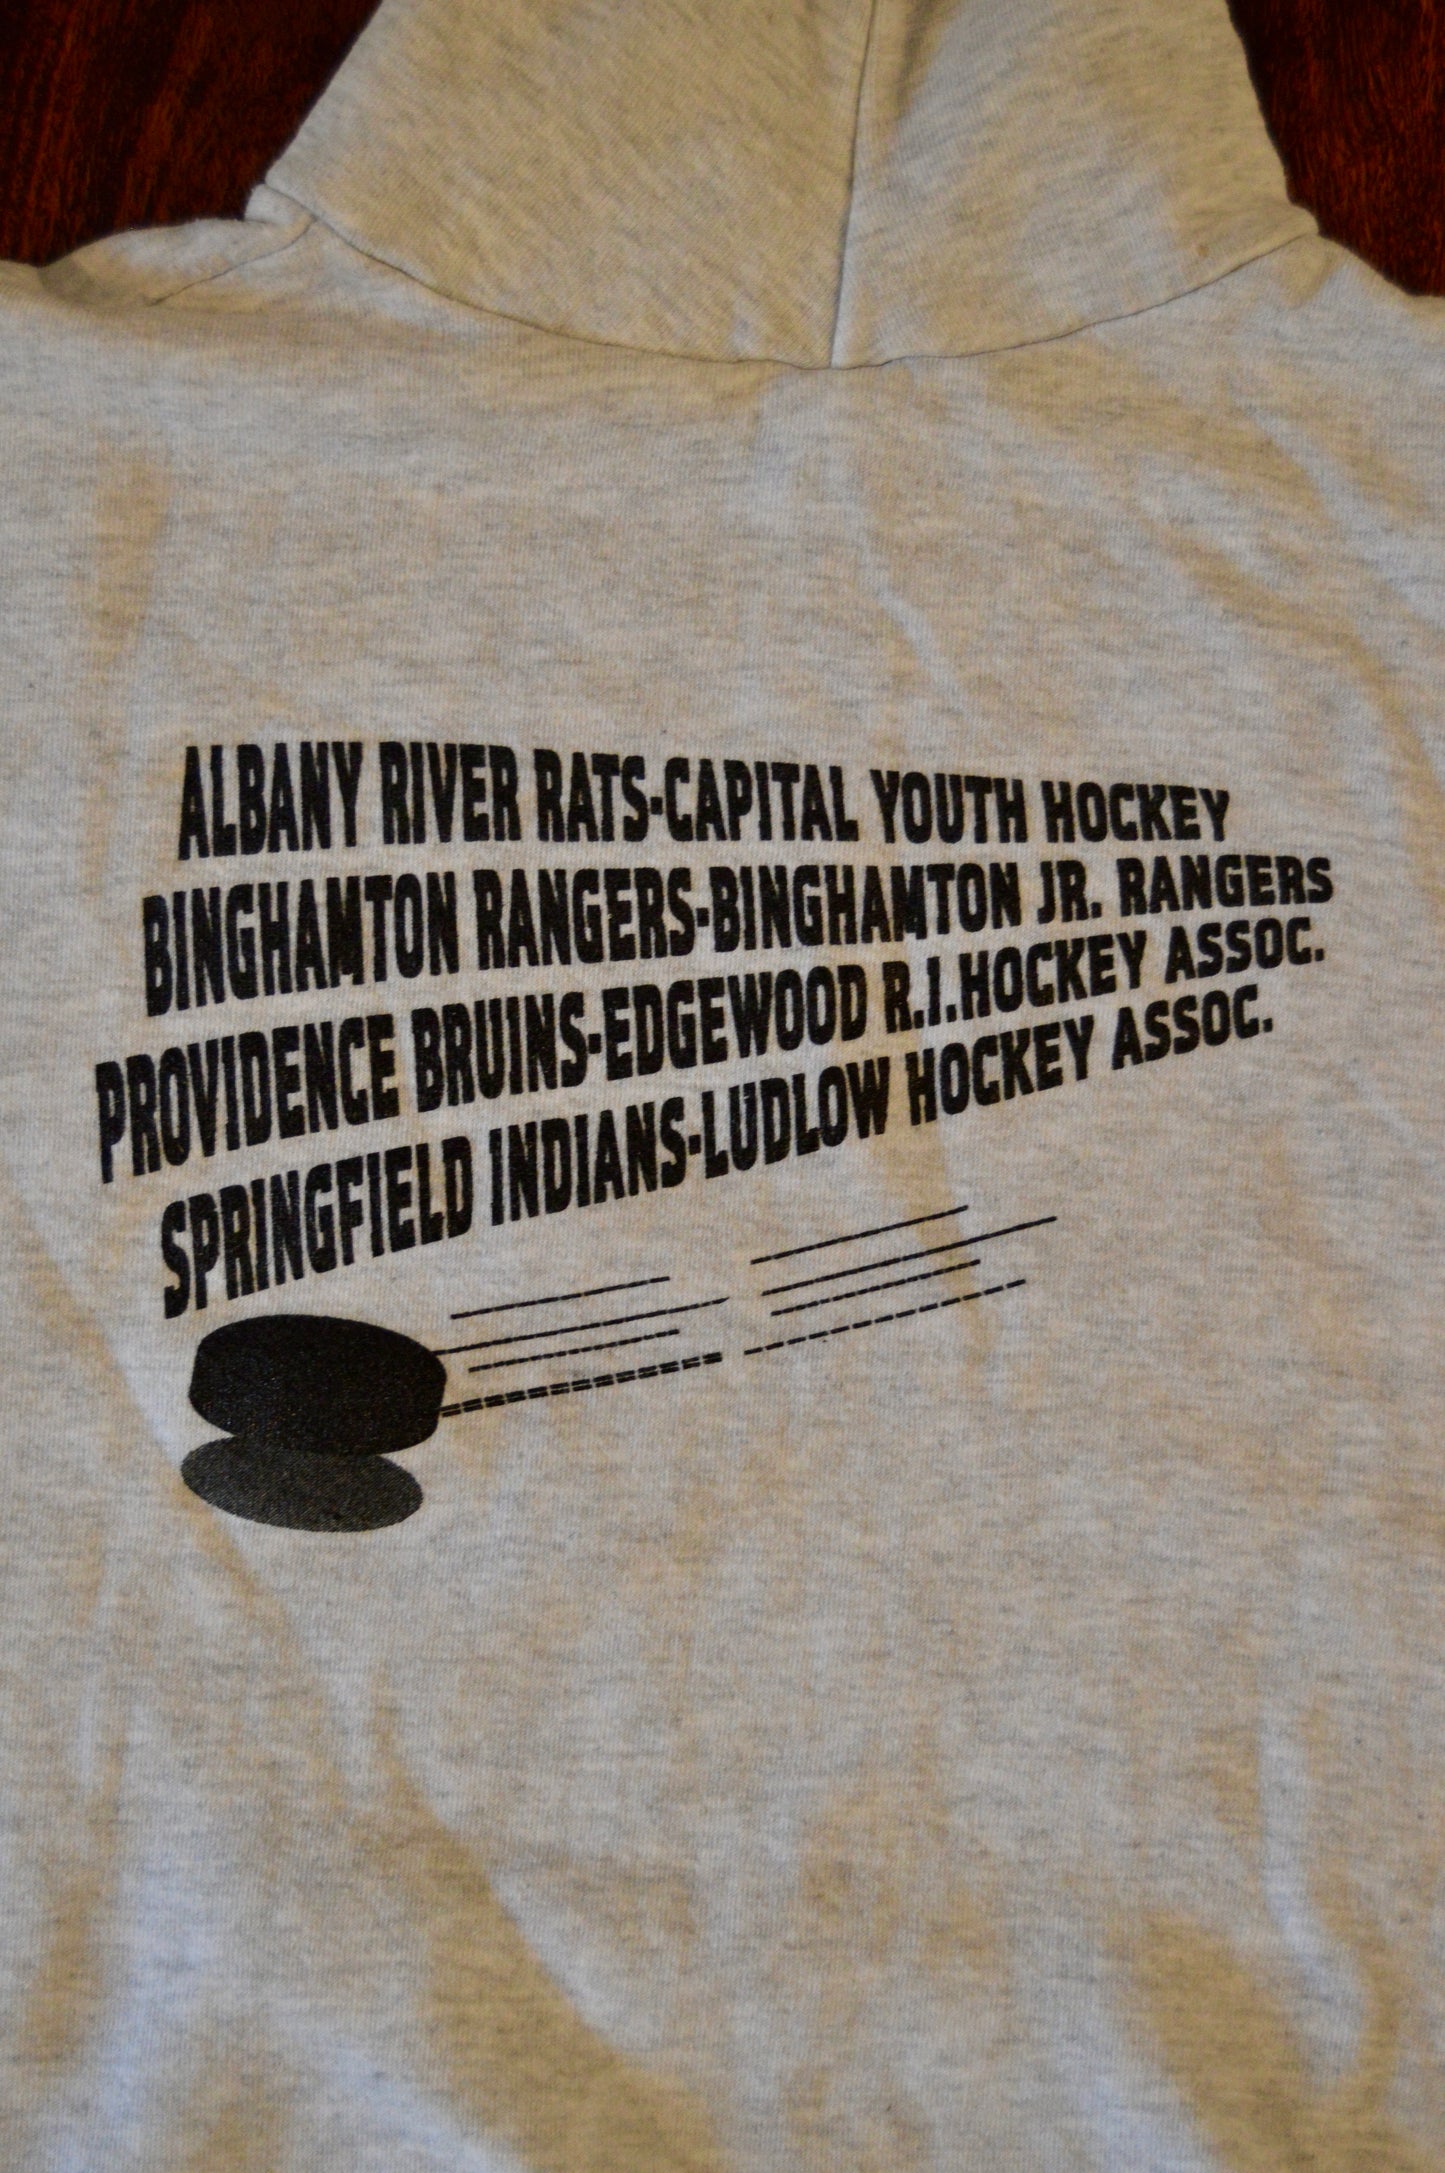 ALBANY RIVER RATS-CAPITAL YOUTH HOCKEY
BINGHAMTON RANGERS-BINGHAMTON JR. RANGERS
PROVIDENCE BRUINS-EDGEWOOD R.I.HOCKEY ASSOC.
SPRINGFIELD INDIANS-LUDLOW HOCKEY ASSOC.